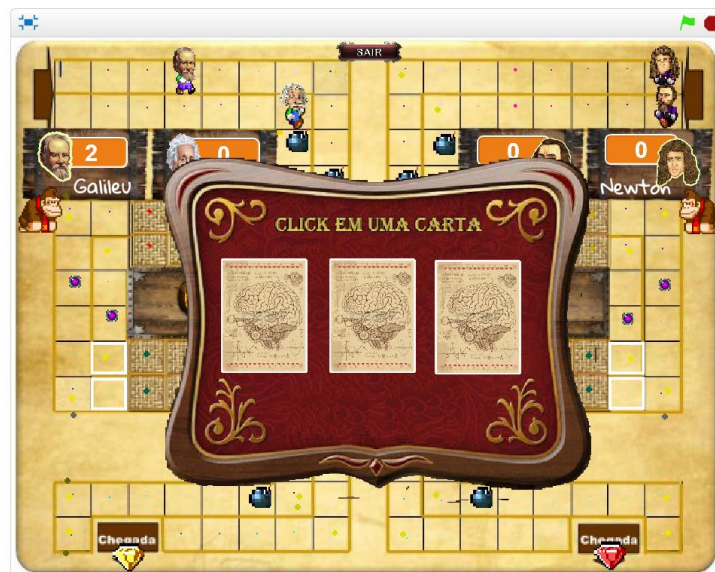 SAIR
2
0
0
0
Galileu
Newton
CLICK EM UMA CARTA
Chegada
Chegada